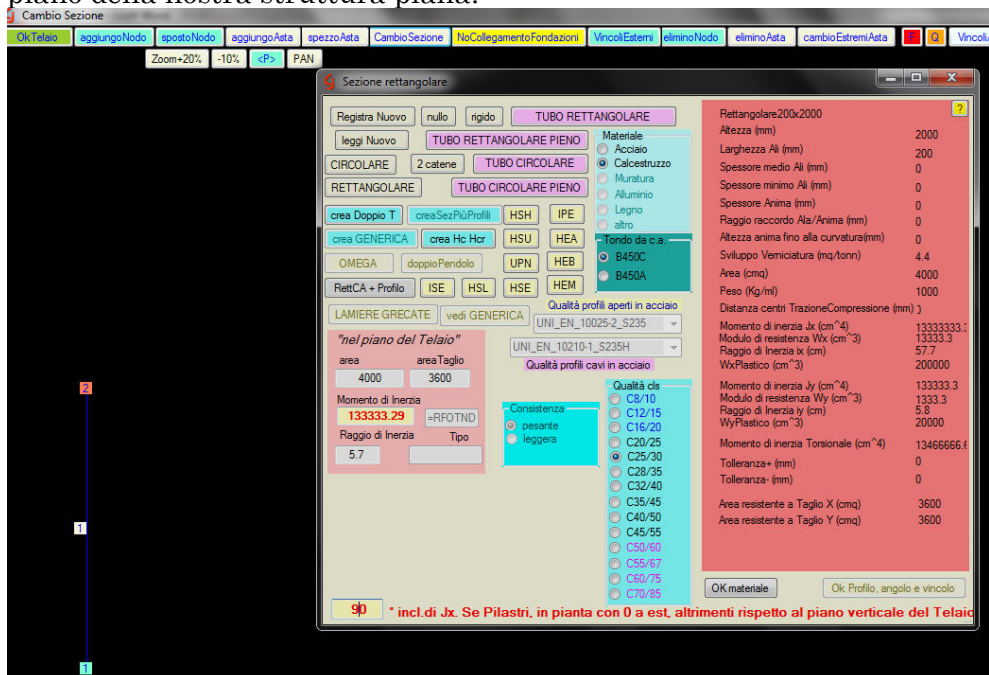 piano della nostra struttura piana.
Cambio Sezione
OkTelaio aggiungoNodo spostoNodo aggiungoAsta spezzoAsta CambioSezione NoCollegamentoFondazioni VincoliEsterni eliminoNodo eliminoAsta cambioEstremiAsta F Q
Zoom+20% -10% <P> PAN
Sezione rettangolare
Registra Nuovo nullo rigido TUBO RETTANGOLARE
leggi Nuovo TUBO RETTANGOLARE PIENO
CIRCOLARE 2 catene TUBO CIRCOLARE
RETTANGOLARE TUBO CIRCOLARE PIENO
crea Doppio T creaSezPiùProfili HSH IPE
crea GENERICA crea Hc Hcr HSU HEA
OMEGA doppioPendolo UPN HEB
RettCA + Profilo ISE HSL HSE HEM
LAMIERE GRECATE vedi GENERICA
Materiale
Acciaio
Calcestruzzo
Muratura
Alluminio
Legno
altro
Tondo da c.a.
B450C
B450A
Qualità profili aperti in acciaio
UNI_EN_10025-2_S235
UNI_EN_10210-1_S235H
Qualità profili cavi in acciaio
"nel piano del Telaio"
area areaTaglio
4000 3600
Momento di Inerzia
133333.29 =RFOTND
Raggio di Inerzia Tipo
5.7
Consistenza
pesante
leggera
Qualità cls
C8/10
C12/15
C16/20
C20/25
C25/30
C28/35
C32/40
C35/45
C40/50
C45/55
C50/60
C55/67
C60/75
C70/85
?
Rettangolare200x2000
Altezza (mm) 2000
Larghezza Ali (mm) 200
Spessore medio Ali (mm) 0
Spessore minimo Ali (mm) 0
Spessore Anima (mm) 0
Raggio raccordo Ala/Anima (mm) 0
Altezza anima fino alla curvatura(mm) 0
Sviluppo Verniciatura (mq/tonn) 4.4
Area (cmq) 4000
Peso (Kg/ml) 1000
Distanza centri TrazioneCompressione (mm)
Momento di inerzia Jx (cm^4) 13333333.
Modulo di resistenza Wx (cm^3) 13333.3
Raggio di Inerzia ix (cm) 57.7
WxPlastico (cm^3) 200000
Momento di inerzia Jy (cm^4) 133333.3
Modulo di resistenza Wy (cm^3) 1333.3
Raggio di Inerzia iy (cm) 5.8
WyPlastico (cm^3) 20000
Momento di inerzia Torsionale (cm^4) 13466666.
Tolleranza+ (mm) 0
Tolleranza- (mm) 0
Area resistente a Taglio X (cmq) 3600
Area resistente a Taglio Y (cmq) 3600
OK materiale Ok Profilo, angolo e vincolo
90 ° incl.di Jx. Se Pilastri, in pianta con 0 a est, altrimenti rispetto al piano verticale del Telaio
2
1
1